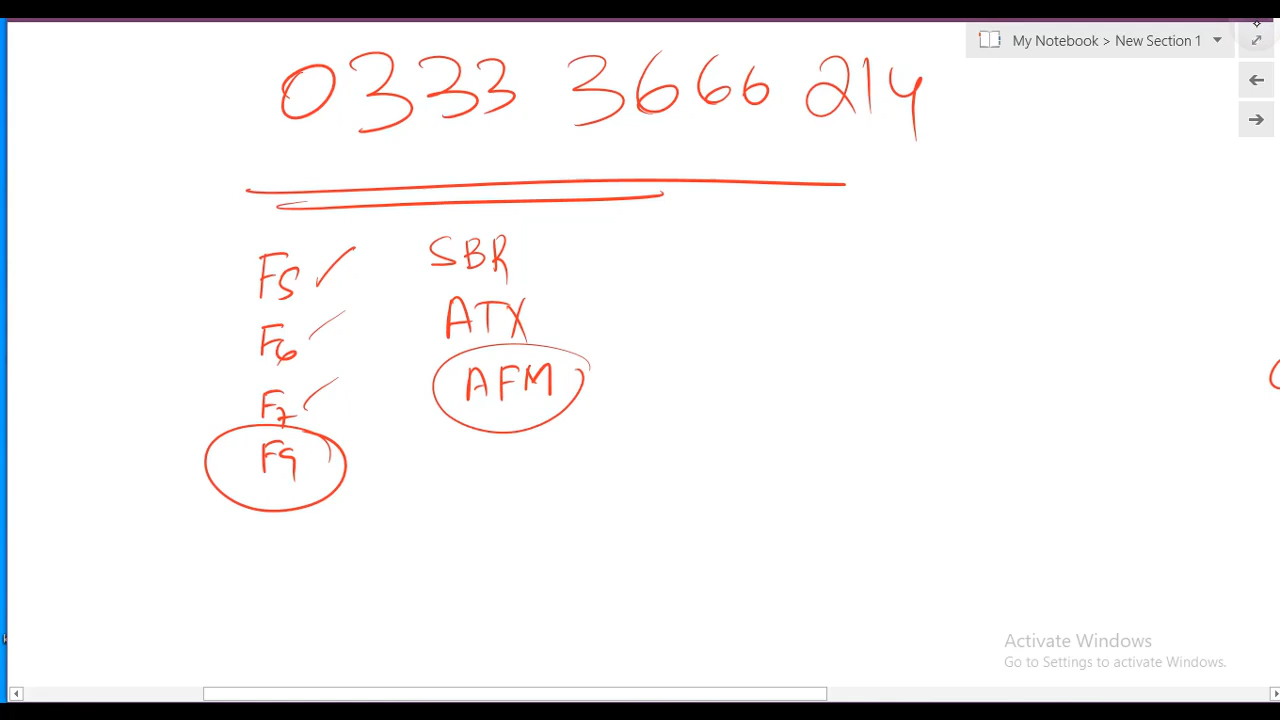 My Notebook > New Section 1
0333 3666 214
F5 ✓ SBR
F6 ✓ ATX
F7 ✓ AFM
F9
Activate Windows
Go to Settings to activate Windows.